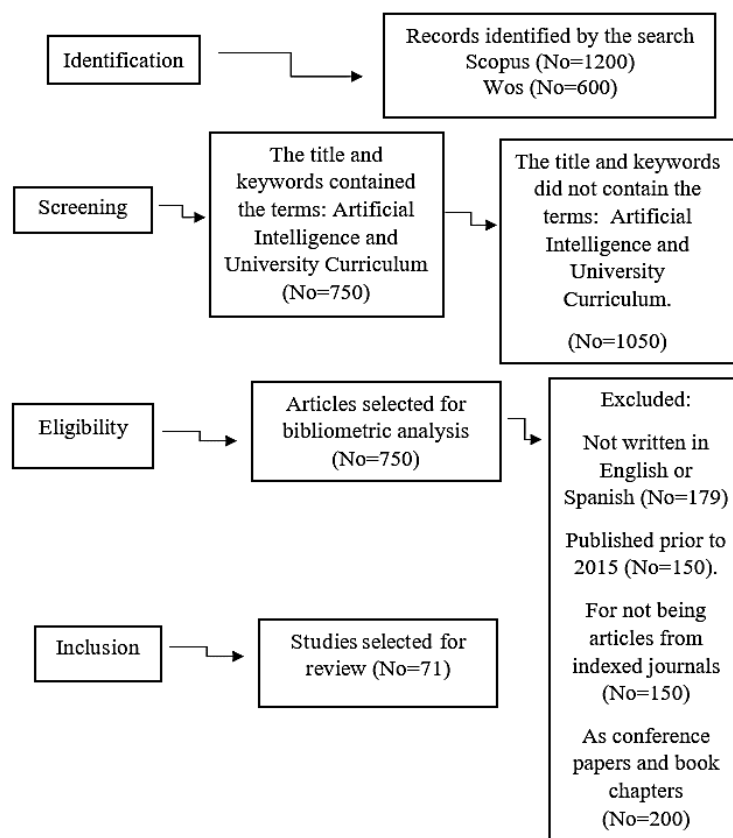 Identification
Records identified by the search
Scopus (No=1200)
Wos (No=600)
Screening
The title and
keywords contained
the terms: Artificial
Intelligence and
University Curriculum
(No=750)
The title and keywords
did not contain the
terms: Artificial
Intelligence and
University
Curriculum.
(No=1050)
Eligibility
Articles selected for
bibliometric analysis
(No=750)
Excluded:
Not written in
English or
Spanish (No=179)
Published prior to
2015 (No=150).
For not being
articles from
indexed journals
(No=150)
As conference
papers and book
chapters
(No=200)
Inclusion
Studies selected for
review (No=71)